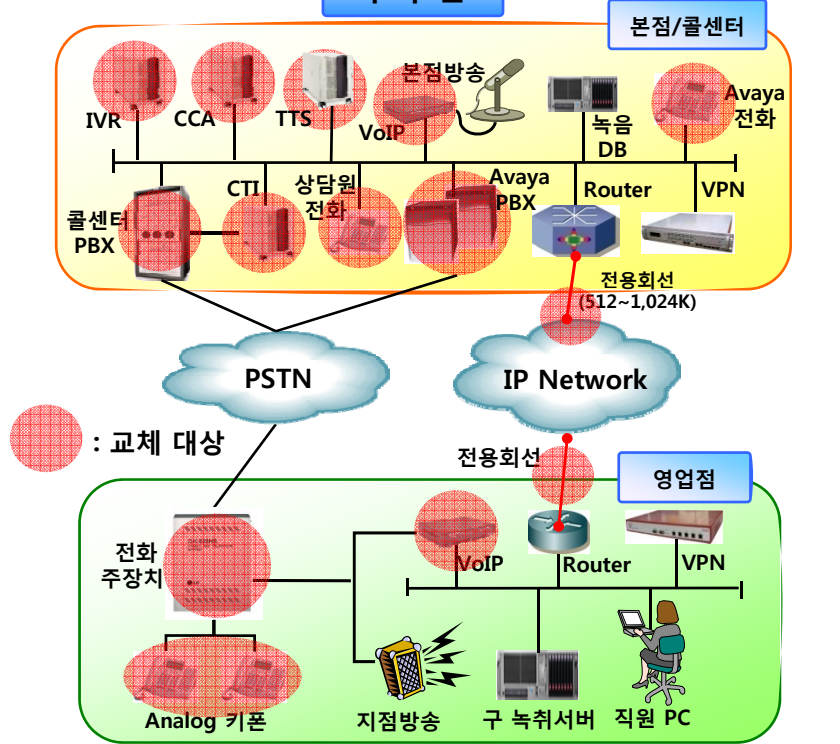 본점/콜센터
본점방송
IVR
CCA
TTS
VoIP
녹음
DB
Avaya
전화
콜센터
PBX
CTI
상담원
전화
Avaya
PBX
Router
VPN
전용회선
(512~1,024K)
PSTN
IP Network
: 교체 대상
전용회선
영업점
전화
주장치
VoIP
Router
VPN
Analog 키폰
지점방송
구 녹취서버
직원 PC